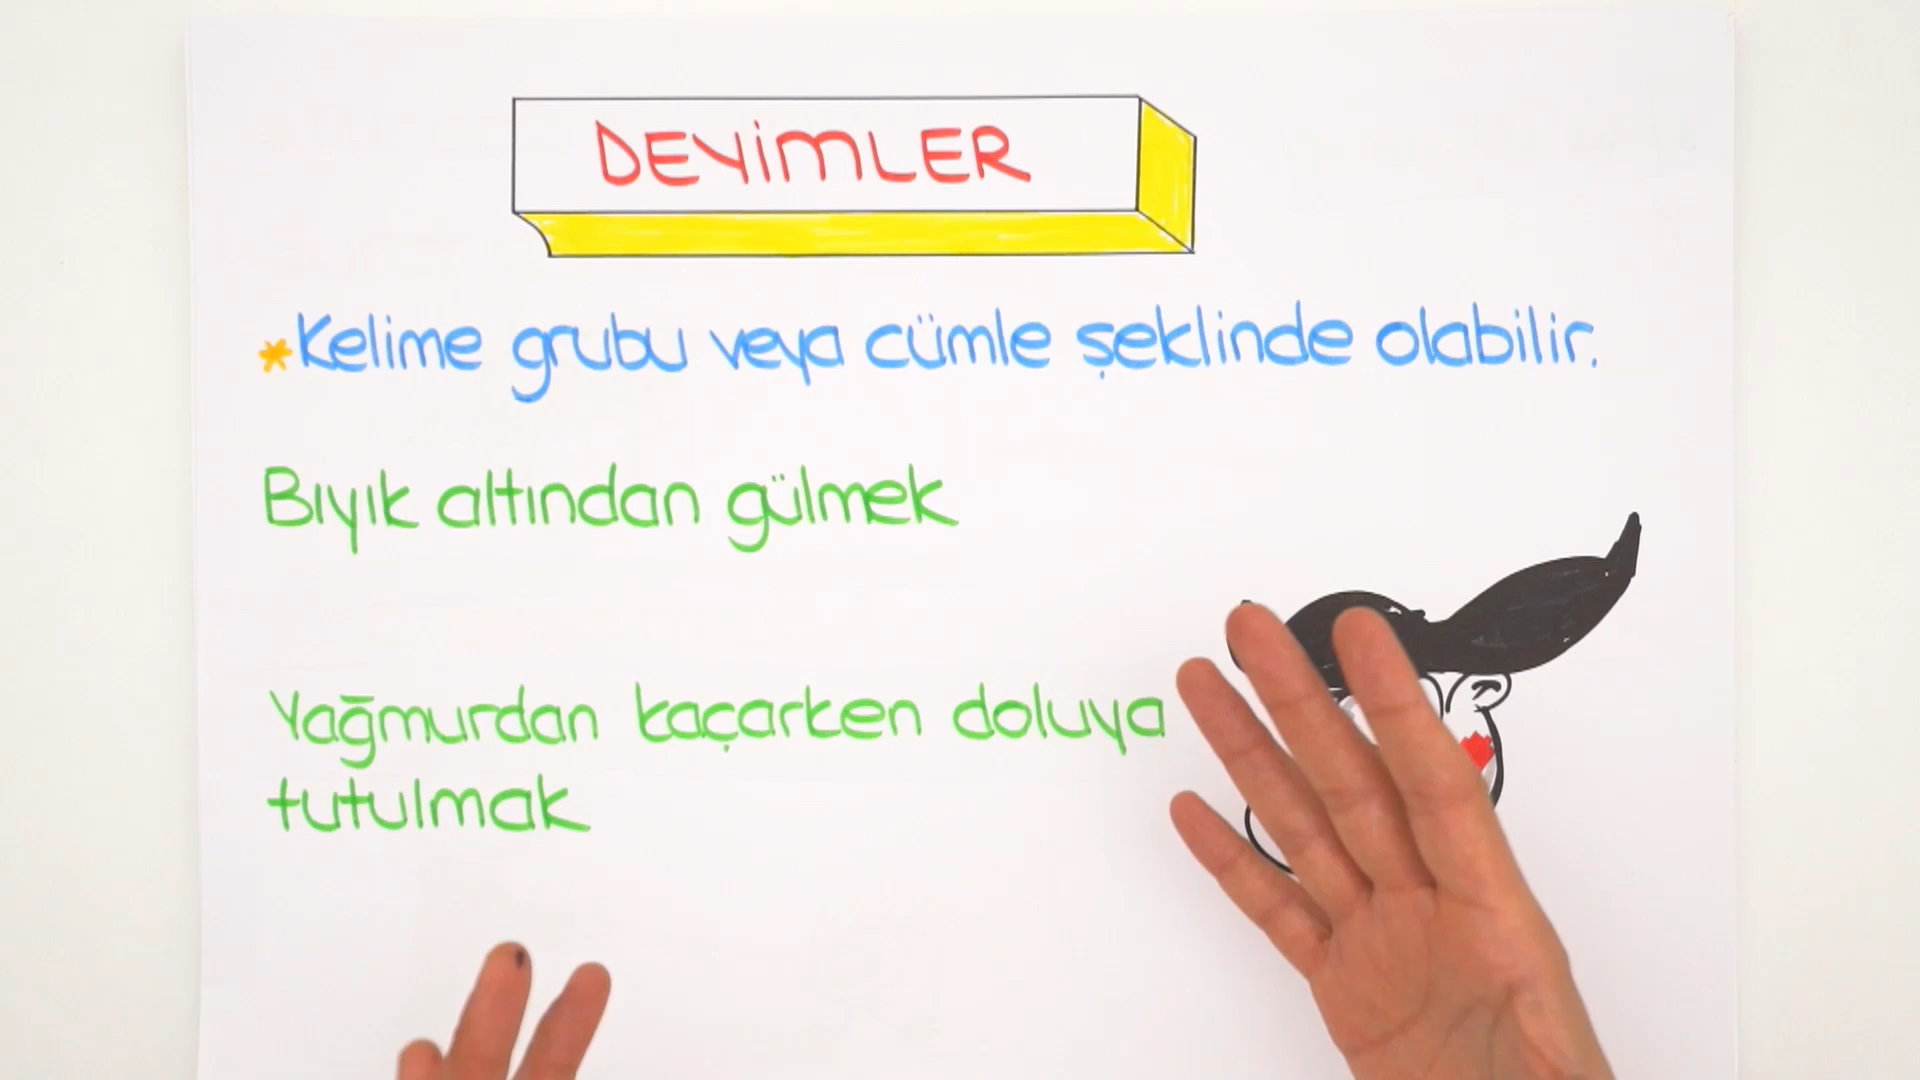 DEYİMLER
*Kelime grubu veya cümle şeklinde olabilir.
Bıyık altından gülmek
Yağmurdan kaçarken doluya
tutulmak